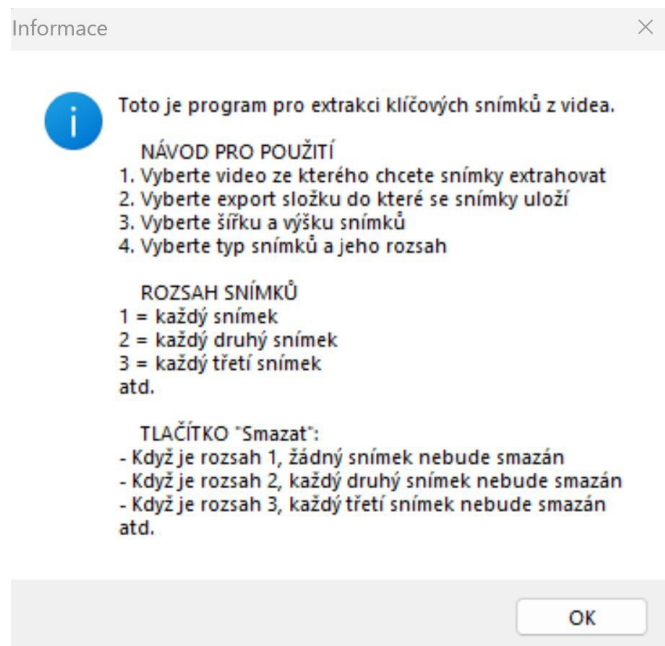 Informace
Toto je program pro extrakci klíčových snímků z videa.
NÁVOD PRO POUŽITÍ
1. Vyberte video ze kterého chcete snímky extrahovat
2. Vyberte export složku do které se snímky uloží
3. Vyberte šířku a výšku snímků
4. Vyberte typ snímků a jeho rozsah
ROZSAH SNÍMKŮ
1 = každý snímek
2 = každý druhý snímek
3 = každý třetí snímek
atd.
TLAČÍTKO "Smazat":
- Když je rozsah 1, žádný snímek nebude smazán
- Když je rozsah 2, každý druhý snímek nebude smazán
- Když je rozsah 3, každý třetí snímek nebude smazán
atd.
OK